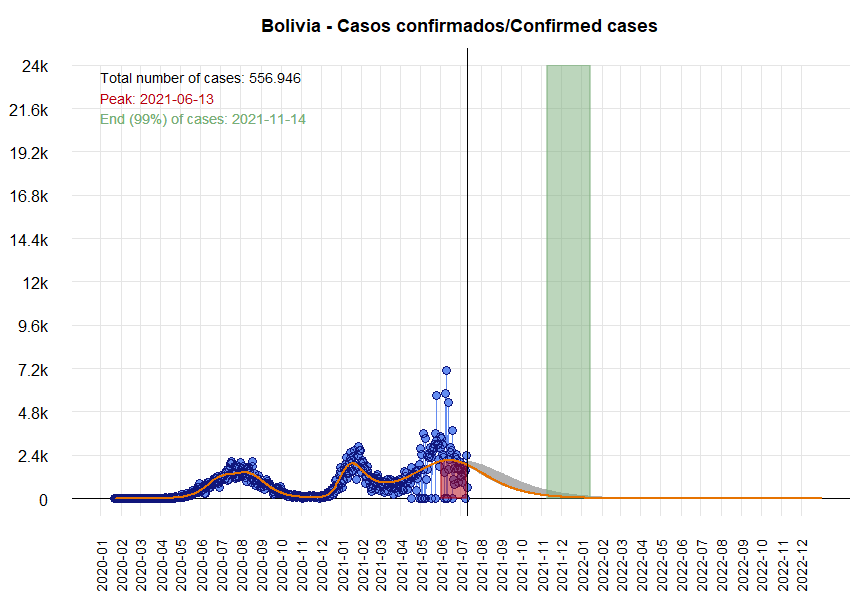 Bolivia - Casos confirmados/Confirmed cases
Total number of cases: 556.946
Peak: 2021-06-13
End (99%) of cases: 2021-11-14
24k
21.6k
19.2k
16.8k
14.4k
12k
9.6k
7.2k
4.8k
2.4k
0
2020-01
2020-02
2020-03
2020-04
2020-05
2020-06
2020-07
2020-08
2020-09
2020-10
2020-11
2020-12
2021-01
2021-02
2021-03
2021-04
2021-05
2021-06
2021-07
2021-08
2021-09
2021-10
2021-11
2021-12
2022-01
2022-02
2022-03
2022-04
2022-05
2022-06
2022-07
2022-08
2022-09
2022-10
2022-11
2022-12